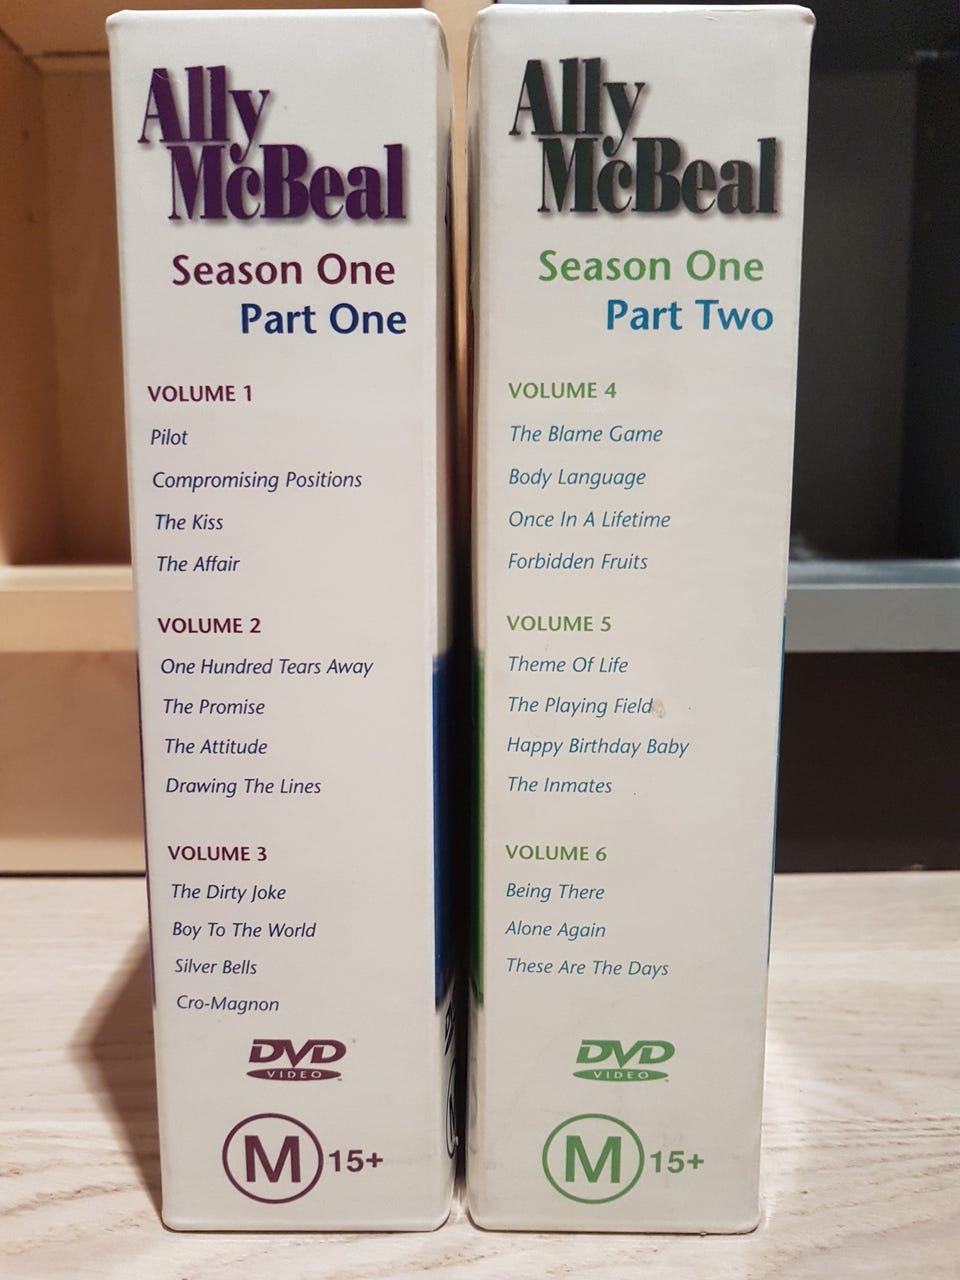 Ally
McBeal
Season One
Part One
VOLUME 1
Pilot
Compromising Positions
The Kiss
The Affair
VOLUME 2
One Hundred Tears Away
The Promise
The Attitude
Drawing The Lines
VOLUME 3
The Dirty Joke
Boy To The World
Silver Bells
Cro-Magnon
DVD
VIDEO
M 15+
Ally
McBeal
Season One
Part Two
VOLUME 4
The Blame Game
Body Language
Once In A Lifetime
Forbidden Fruits
VOLUME 5
Theme Of Life
The Playing Field
Happy Birthday Baby
The Inmates
VOLUME 6
Being There
Alone Again
These Are The Days
DVD
VIDEO
M 15+